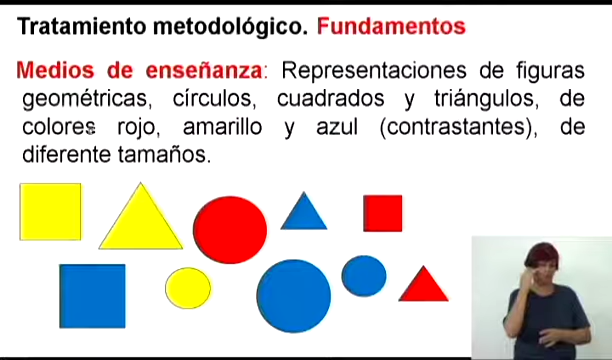 Tratamiento metodológico. Fundamentos
Medios de enseñanza: Representaciones de figuras
geométricas, círculos, cuadrados y triángulos, de
colores rojo, amarillo y azul (contrastantes), de
diferente tamaños.